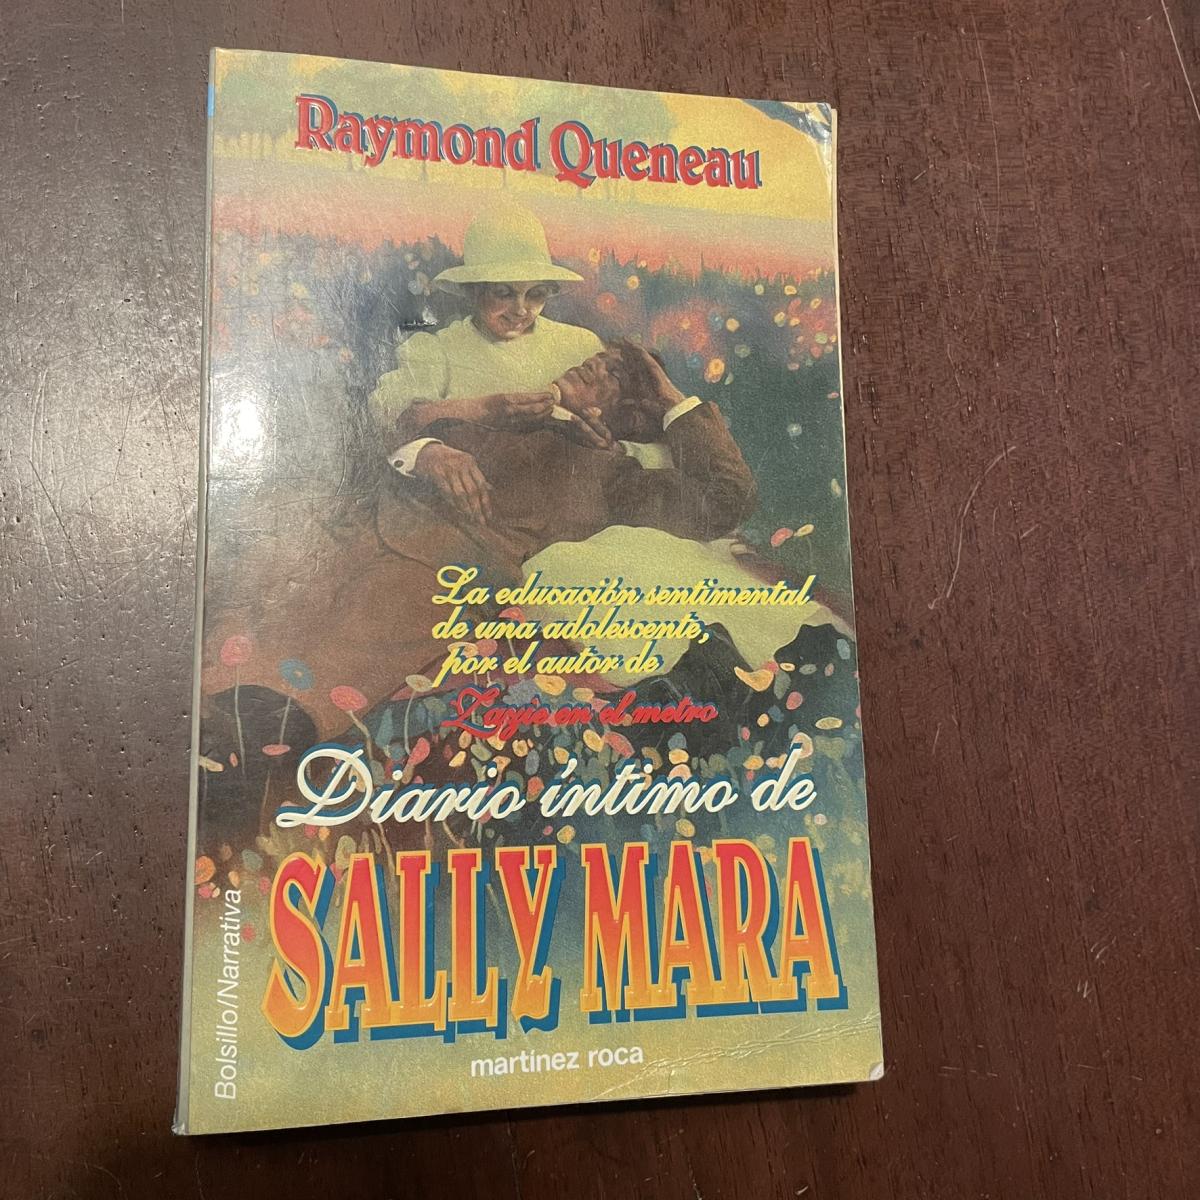 Raymond Queneau
La educación sentimental
de una adolescente,
por el autor de
Zazie en el metro
Diario íntimo de
SALLY MARA
martínez roca
Bolsillo/Narrativa